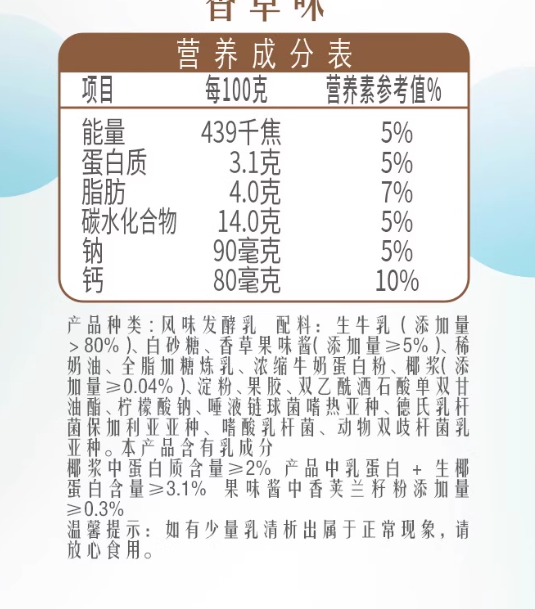 香草味
营养成分表
项目 每100克 营养素参考值%
能量 439千焦 5%
蛋白质 3.1克 5%
脂肪 4.0克 7%
碳水化合物 14.0克 5%
钠 90毫克 5%
钙 80毫克 10%
产品种类：风味发酵乳 配料：生牛乳(添加量
>80%)、白砂糖、香草果味酱(添加量≥5%)、稀
奶油、全脂加糖炼乳、浓缩牛奶蛋白粉、椰浆(添
加量≥0.04%)、淀粉、果胶、双乙酰酒石酸单双甘
油酯、柠檬酸钠、唾液链球菌嗜热亚种、德氏乳杆
菌保加利亚亚种、嗜酸乳杆菌、动物双歧杆菌乳
亚种。本产品含有乳成分
椰浆中蛋白质含量≥2% 产品中乳蛋白 + 生椰
蛋白含量≥3.1% 果味酱中香荚兰籽粉添加量
≥0.3%
温馨提示：如有少量乳清析出属于正常现象，请
放心食用。